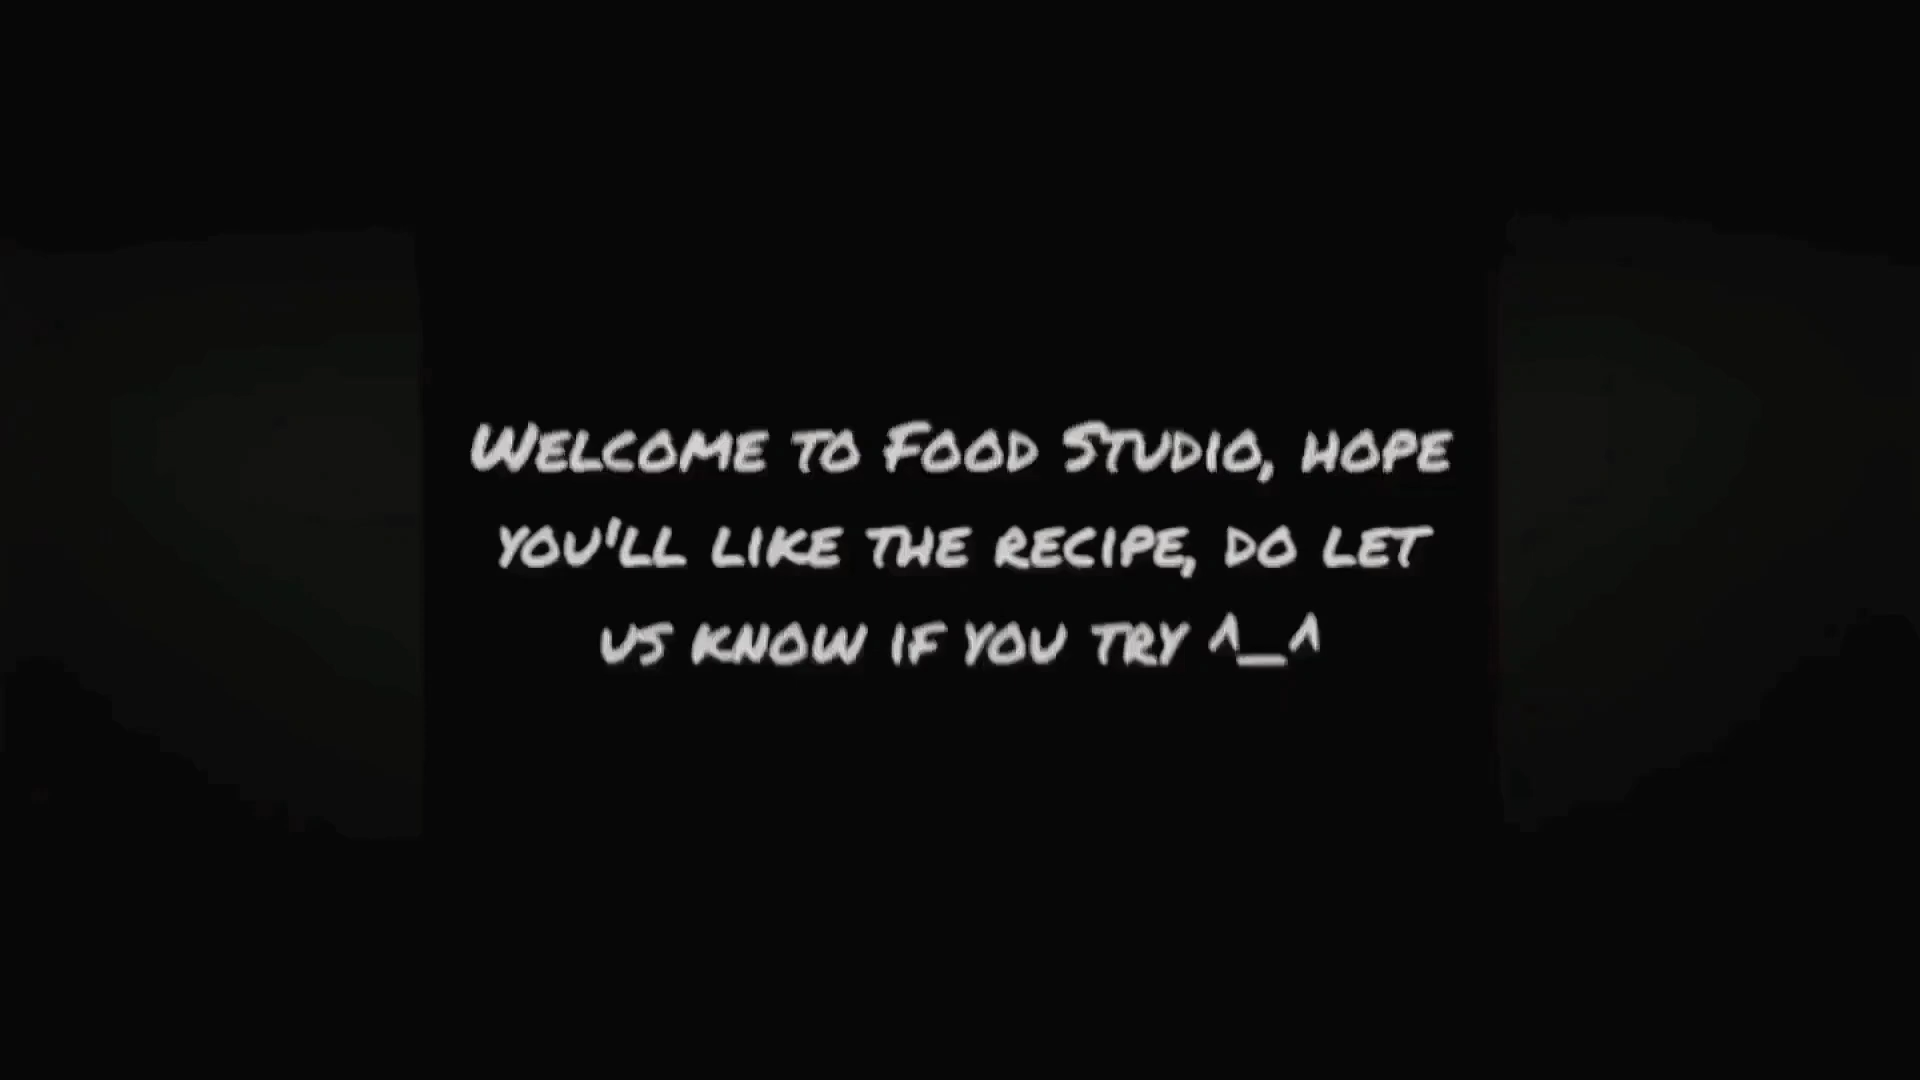 Welcome to Food Studio, hope
you'll like the recipe, do let
us know if you try ^_^